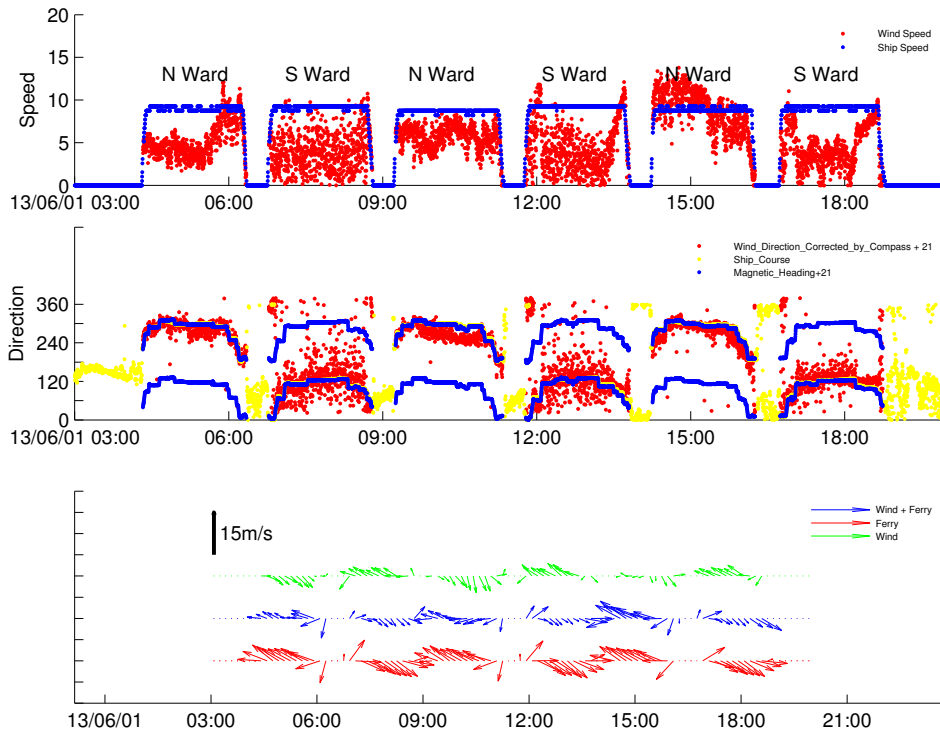 20
15
10
5
0
Speed
Wind Speed
Ship Speed
N Ward S Ward N Ward S Ward N Ward S Ward
13/06/01 03:00 06:00 09:00 12:00 15:00 18:00
Wind_Direction_Corrected_by_Compass + 21
Ship_Course
Magnetic_Heading+21
360
240
120
0
Direction
13/06/01 03:00 06:00 09:00 12:00 15:00 18:00
15m/s
Wind + Ferry
Ferry
Wind
13/06/01 03:00 06:00 09:00 12:00 15:00 18:00 21:00